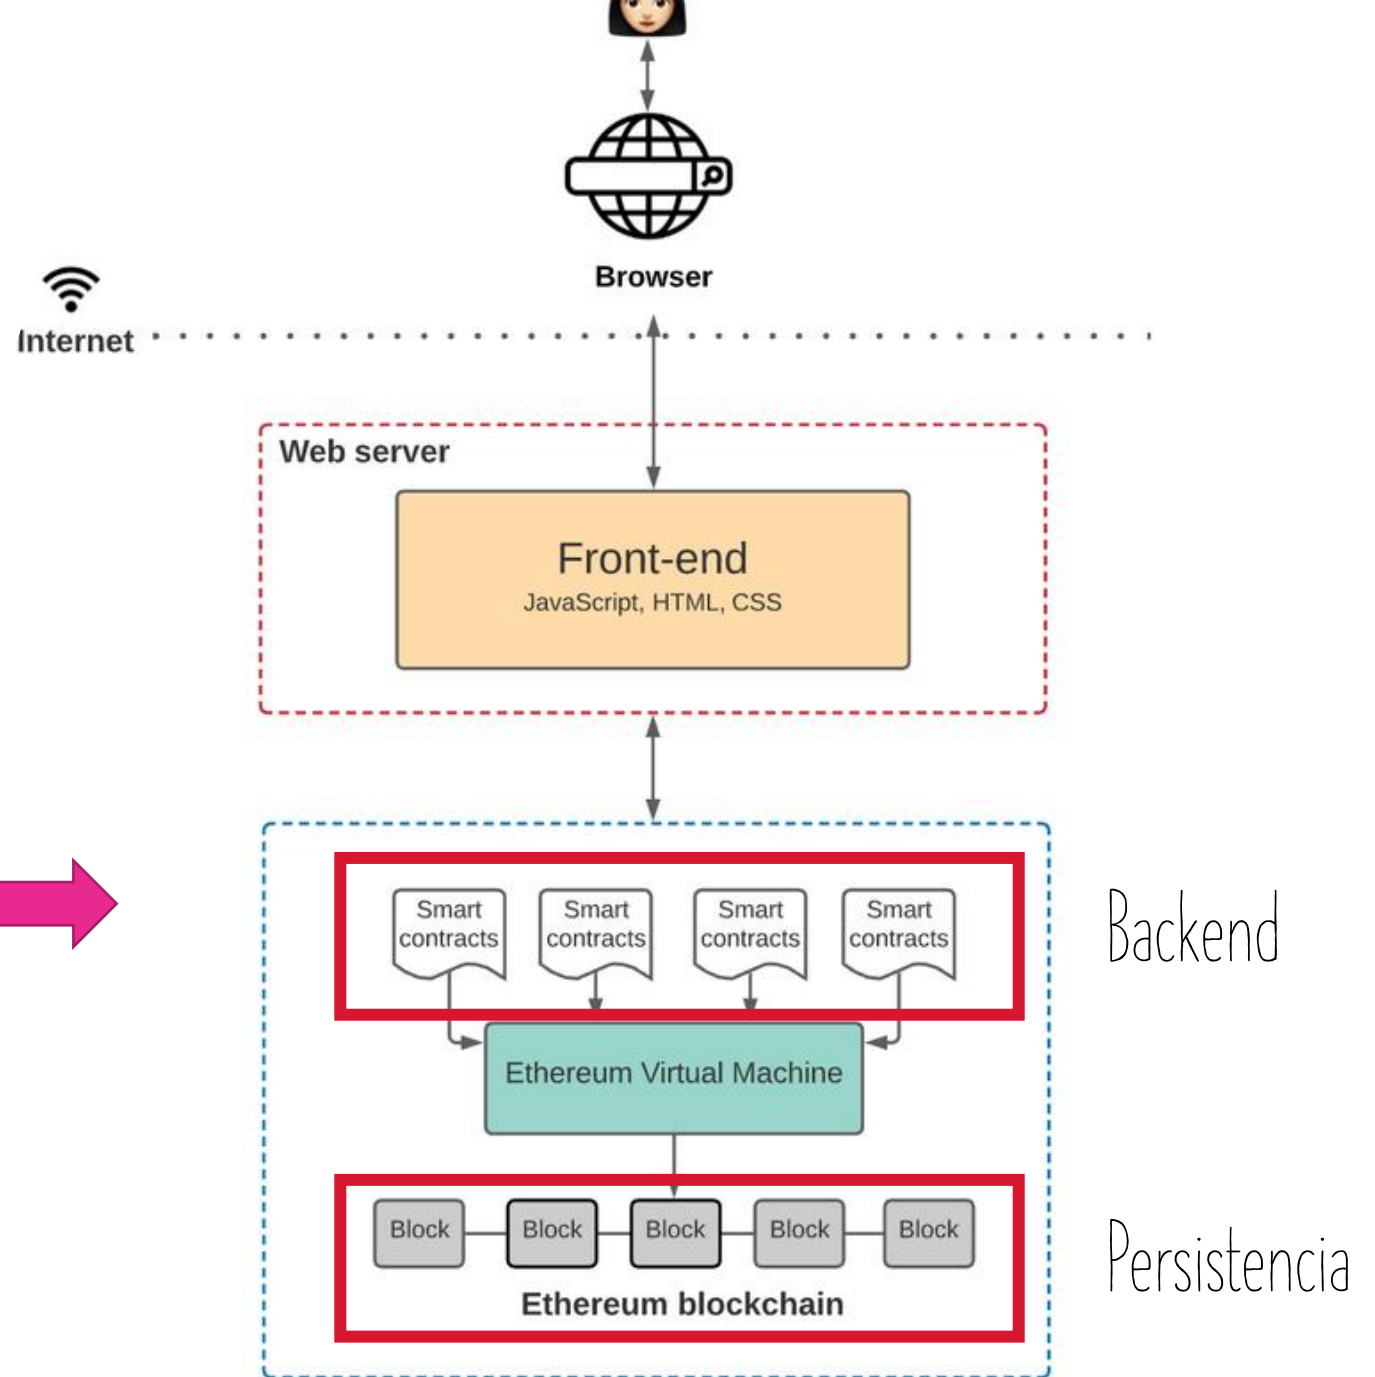 Browser
Internet
Web server
Front-end
JavaScript, HTML, CSS
Smart
contracts
Smart
contracts
Smart
contracts
Smart
contracts
Backend
Ethereum Virtual Machine
Block
Block
Block
Block
Block
Ethereum blockchain
Persistencia